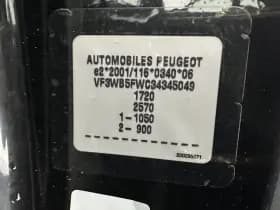 AUTOMOBILES PEUGEOT
e2*2001/116*0340*06
VF3WB5FWC34345049
1720
2570
1-1050
2-900